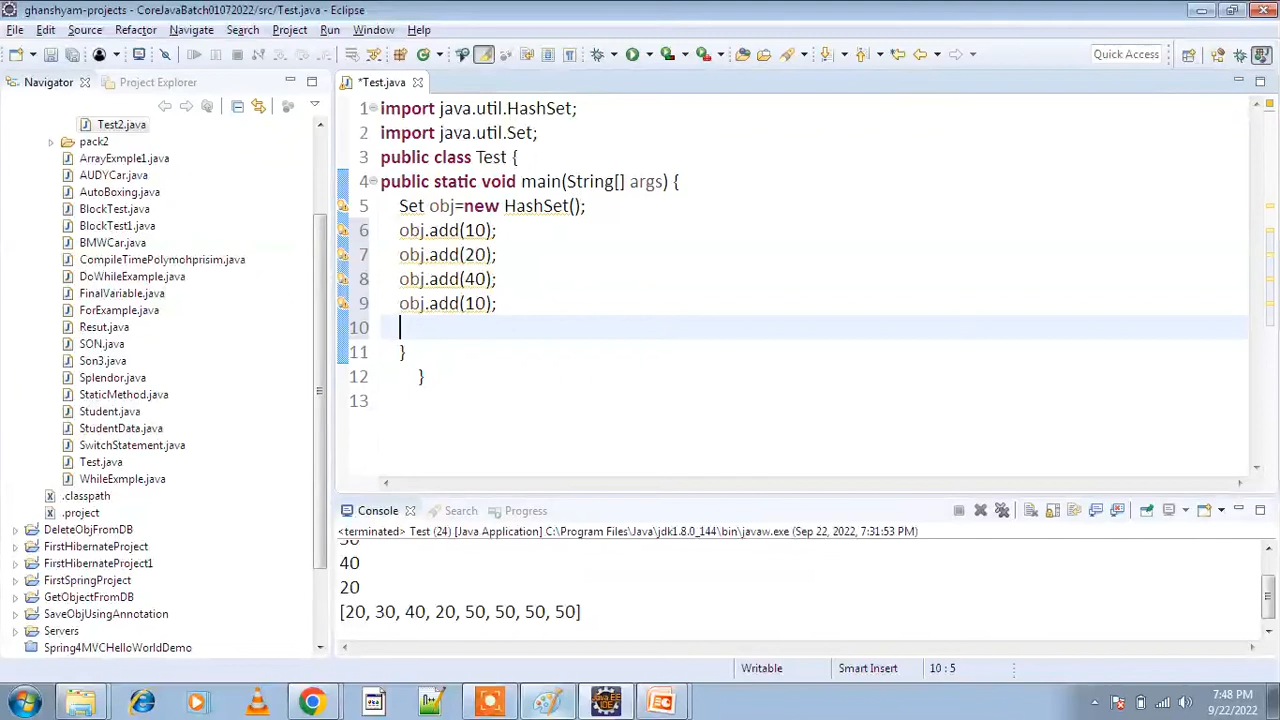 ghanshyam-projects - CoreJavaBatch01072022/src/Test.java - Eclipse
File Edit Source Refactor Navigate Search Project Run Window Help
Quick Access
Navigator Project Explorer
Test2.java
pack2
ArrayExmple1.java
AUDYCar.java
AutoBoxing.java
BlockTest.java
BlockTest1.java
BMWCar.java
CompileTimePolymohprisim.java
DoWhileExample.java
FinalVariable.java
ForExample.java
Resut.java
SON.java
Son3.java
Splendor.java
StaticMethod.java
Student.java
StudentData.java
SwitchStatement.java
Test.java
WhileExmple.java
.classpath
.project
DeleteObjFromDB
FirstHibernateProject
FirstHibernateProject1
FirstSpringProject
GetObjectFromDB
SaveObjUsingAnnotation
Servers
Spring4MVCHelloWorldDemo
*Test.java
1 import java.util.HashSet;
2 import java.util.Set;
3 public class Test {
4 public static void main(String[] args) {
5 Set obj=new HashSet();
6 obj.add(10);
7 obj.add(20);
8 obj.add(40);
9 obj.add(10);
10
11 }
12 }
13
Console Search Progress
<terminated> Test (24) [Java Application] C:\Program Files\Java\jdk1.8.0_144\bin\javaw.exe (Sep 22, 2022, 7:31:53 PM)
40
20
[20, 30, 40, 20, 50, 50, 50, 50]
Writable Smart Insert 10 : 5
7:48 PM
9/22/2022